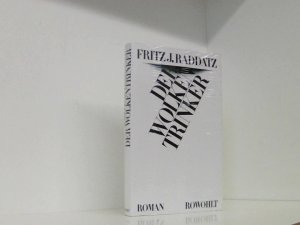 DER WOLKENTRINKER
FRITZ J. RADDATZ
DER
WOLKEN
TRINKER
ROMAN ROWOHLT